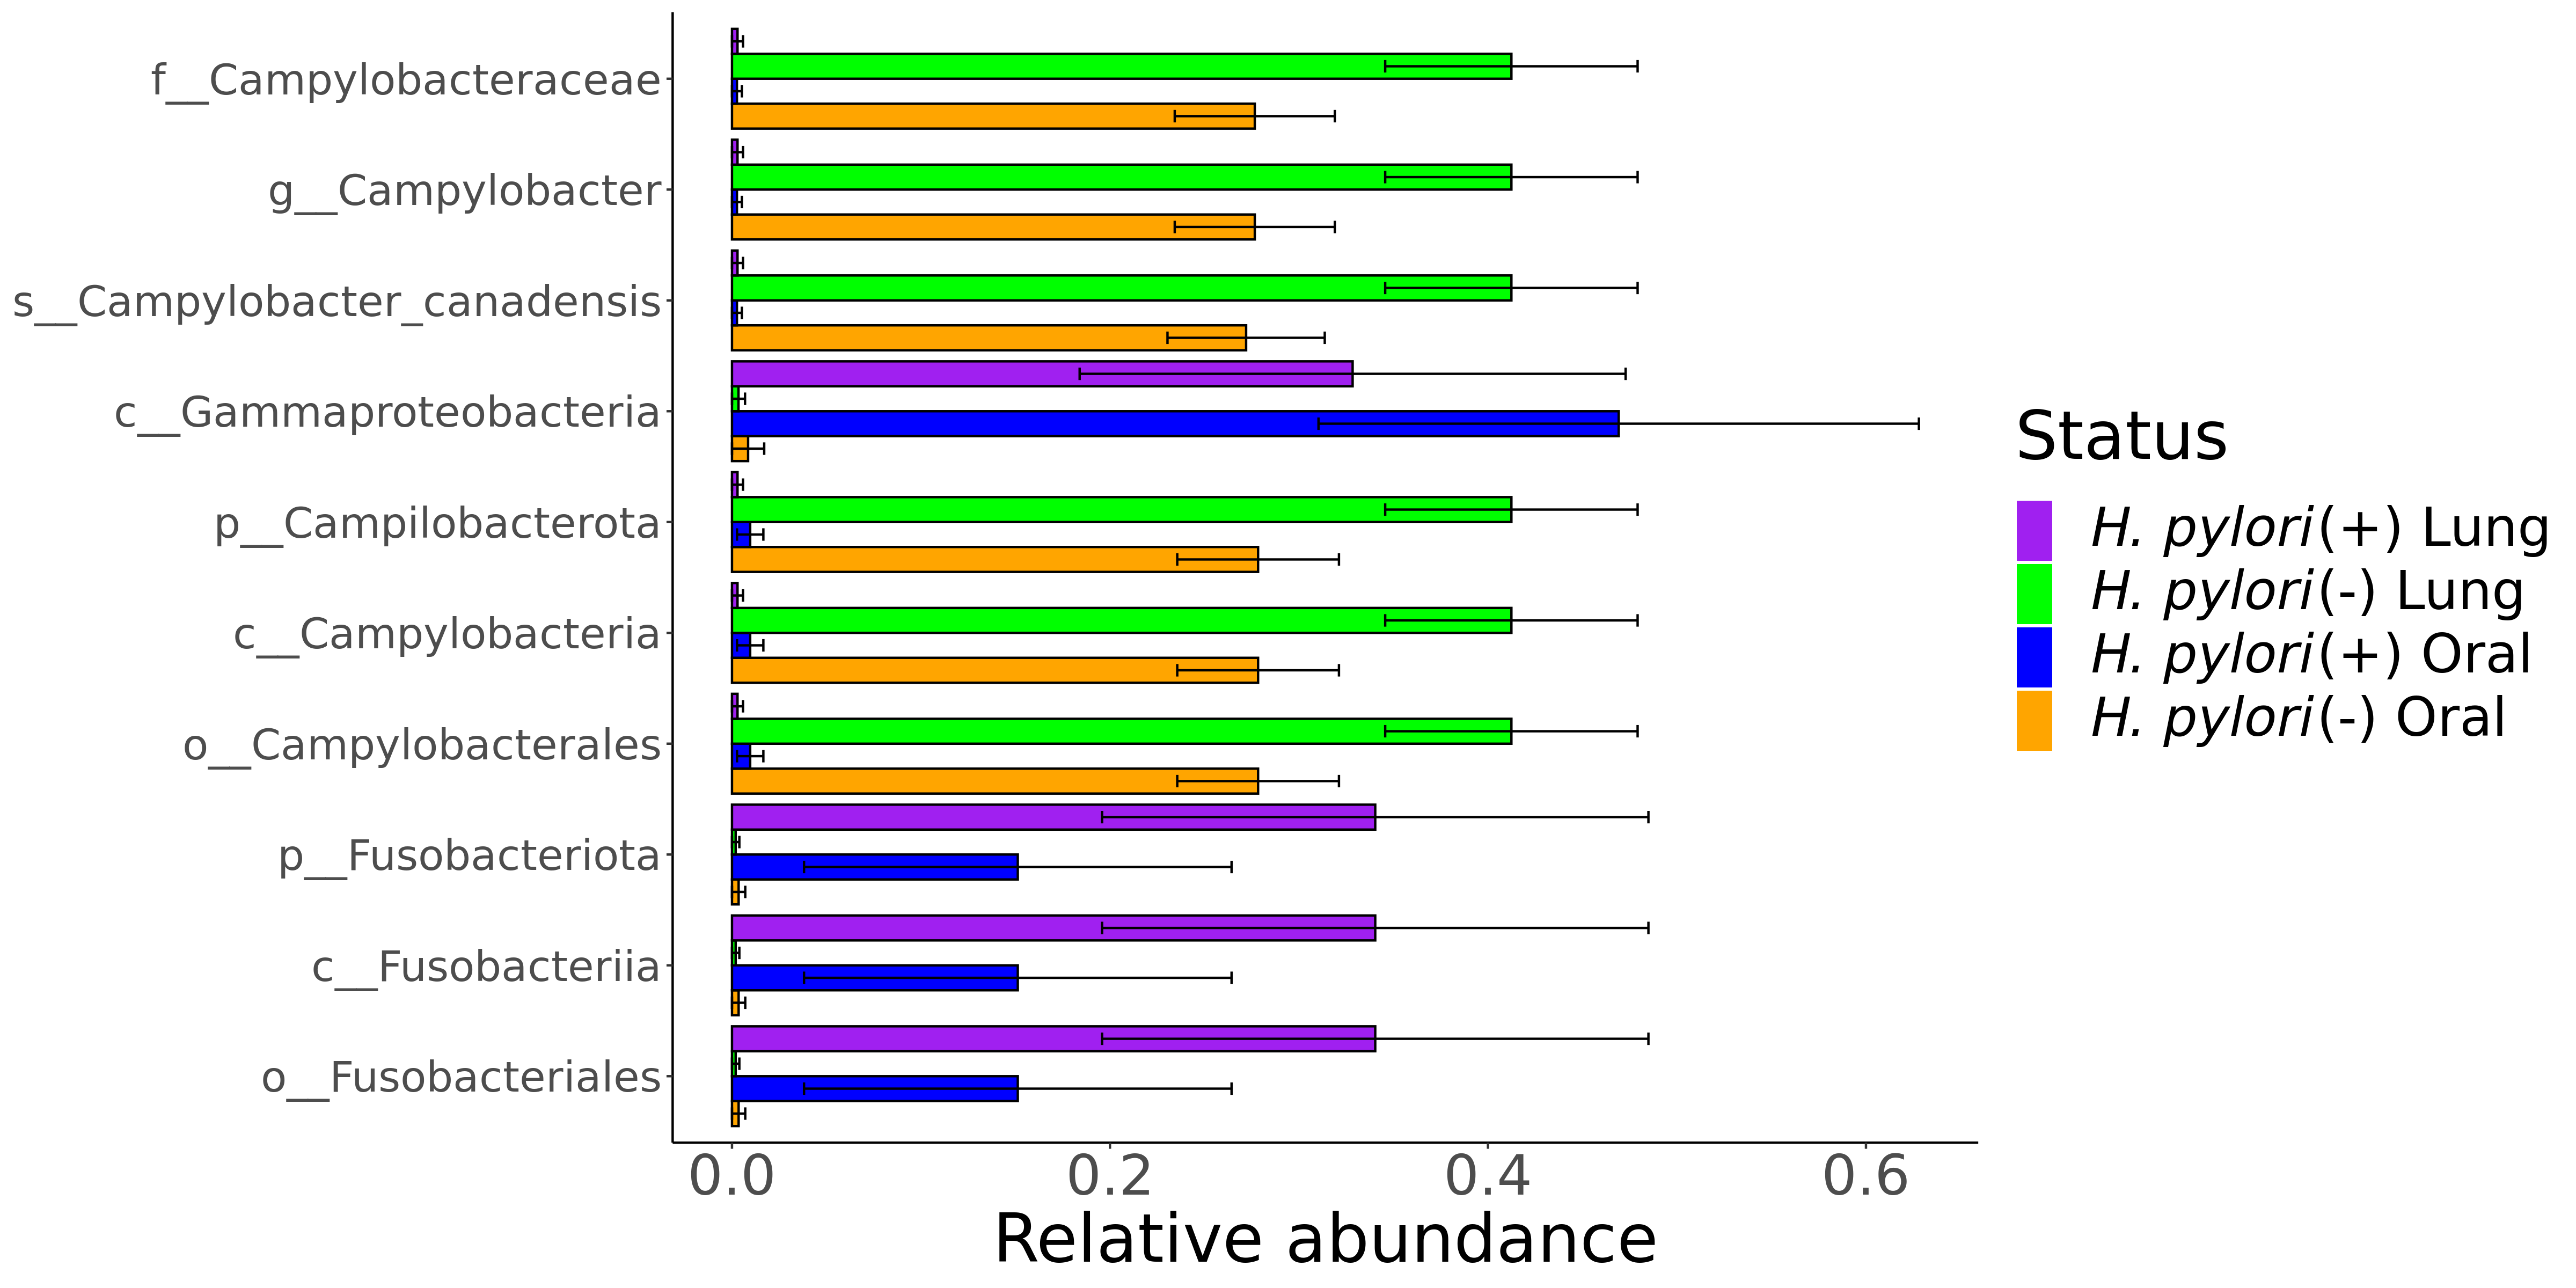 f__Campylobacteraceae
g__Campylobacter
s__Campylobacter_canadensis
c__Gammaproteobacteria
p__Campilobacterota
c__Campylobacteria
o__Campylobacterales
p__Fusobacteriota
c__Fusobacteriia
o__Fusobacteriales
0.0 0.2 0.4 0.6
Relative abundance
Status
H. pylori(+) Lung
H. pylori(-) Lung
H. pylori(+) Oral
H. pylori(-) Oral